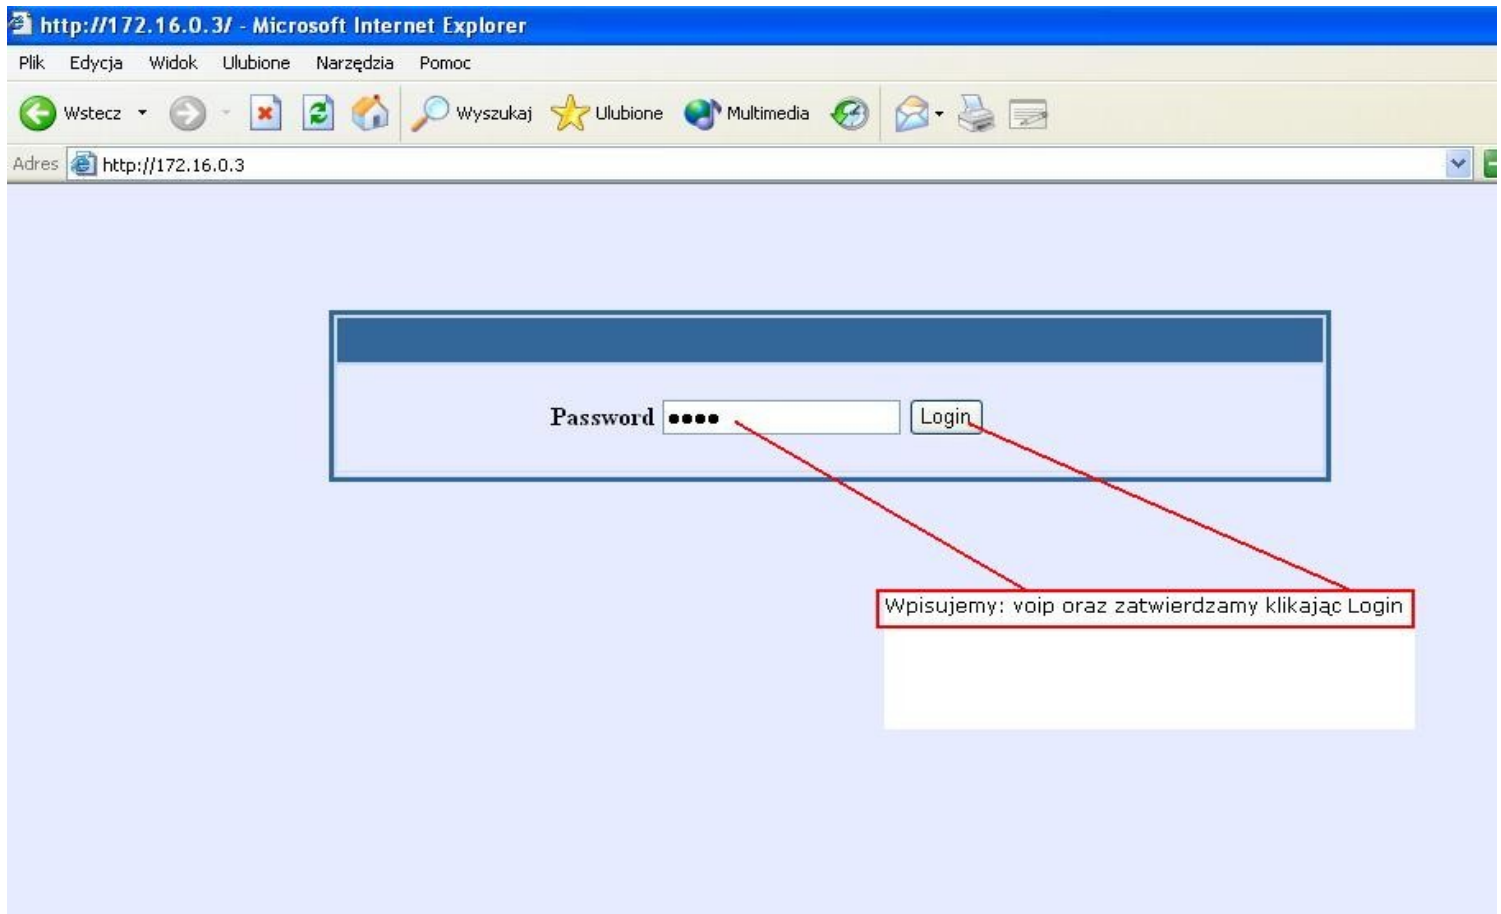 http://172.16.0.3/ - Microsoft Internet Explorer
Plik Edycja Widok Ulubione Narzędzia Pomoc
Wstecz Wyszukaj Ulubione Multimedia
Adres http://172.16.0.3
Password •••• Login
Wpisujemy: voip oraz zatwierdzamy klikając Login